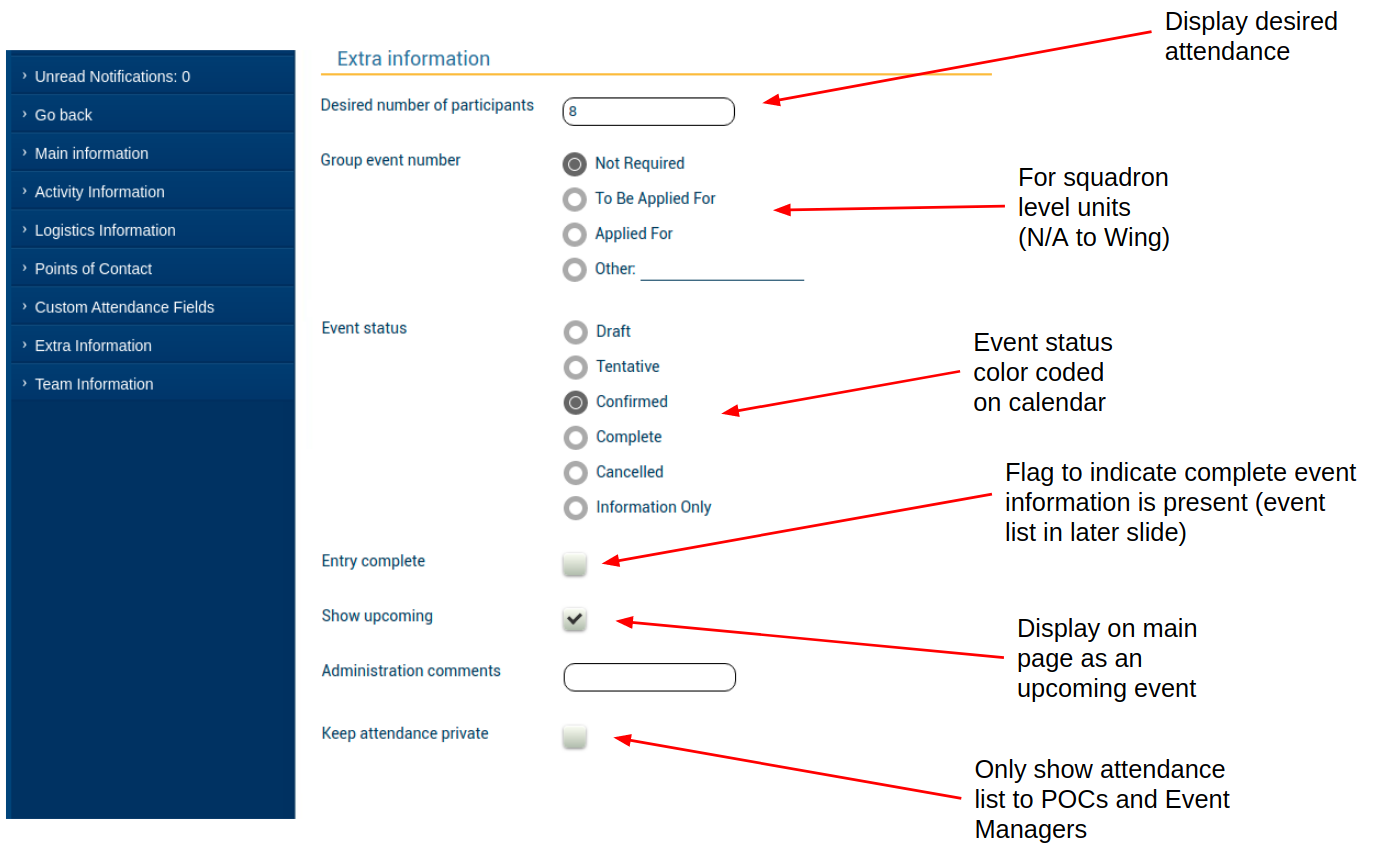 Unread Notifications: 0
Go back
Main information
Activity Information
Logistics Information
Points of Contact
Custom Attendance Fields
Extra Information
Team Information
Extra information
Desired number of participants
8
Group event number
Not Required
To Be Applied For
Applied For
Other:
Event status
Draft
Tentative
Confirmed
Complete
Cancelled
Information Only
Entry complete
Show upcoming
Administration comments
Keep attendance private
Display desired
attendance
For squadron
level units
(N/A to Wing)
Event status
color coded
on calendar
Flag to indicate complete event
information is present (event
list in later slide)
Display on main
page as an
upcoming event
Only show attendance
list to POCs and Event
Managers